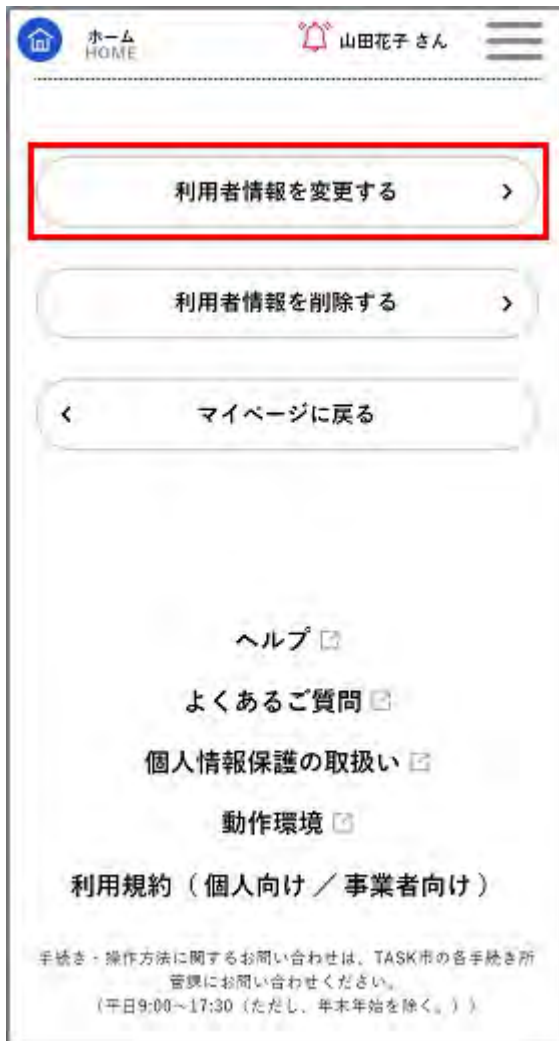 ホーム
HOME
山田花子 さん
利用者情報を変更する
利用者情報を削除する
マイページに戻る
ヘルプ
よくあるご質問
個人情報保護の取扱い
動作環境
利用規約（ 個人向け ／ 事業者向け ）
手続き・操作方法に関するお問い合わせは、TASK市の各手続き所
管課にお問い合わせください。
（平日9:00～17:30（ただし、年末年始を除く。））